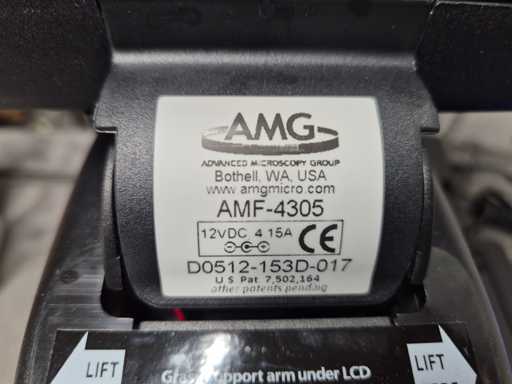 AMG
ADVANCED MICROSCOPY GROUP
Bothell, WA, USA
www.amgmicro.com
AMF-4305
12VDC 4.15A CE
D0512-153D-017
U.S. Pat. 7,502,164
other patents pending
LIFT
support arm under LCD
LIFT